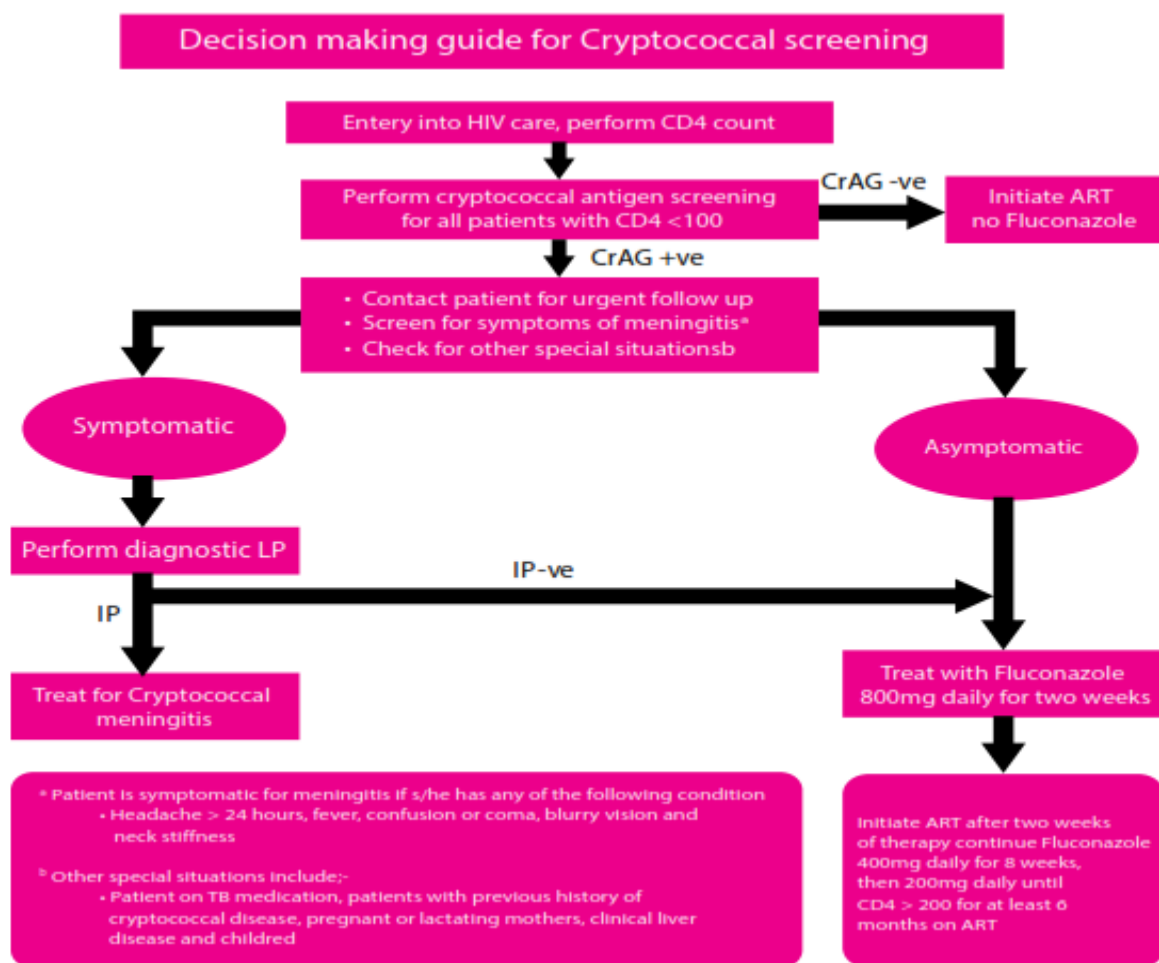 Decision making guide for Cryptococcal screening
Entery into HIV care, perform CD4 count
Perform cryptococcal antigen screening
for all patients with CD4 <100
CrAG -ve
Initiate ART
no Fluconazole
CrAG +ve
• Contact patient for urgent follow up
• Screen for symptoms of meningitisᵃ
• Check for other special situationsb
Symptomatic
Asymptomatic
Perform diagnostic LP
IP-ve
IP
Treat for Cryptococcal
meningitis
Treat with Fluconazole
800mg daily for two weeks
ᵃ Patient is symptomatic for meningitis if s/he has any of the following condition
• Headache > 24 hours, fever, confusion or coma, blurry vision and
neck stiffness
ᵇ Other special situations include;-
• Patient on TB medication, patients with previous history of
cryptococcal disease, pregnant or lactating mothers, clinical liver
disease and childred
Initiate ART after two weeks
of therapy continue Fluconazole
400mg daily for 8 weeks,
then 200mg daily until
CD4 > 200 for at least 6
months on ART